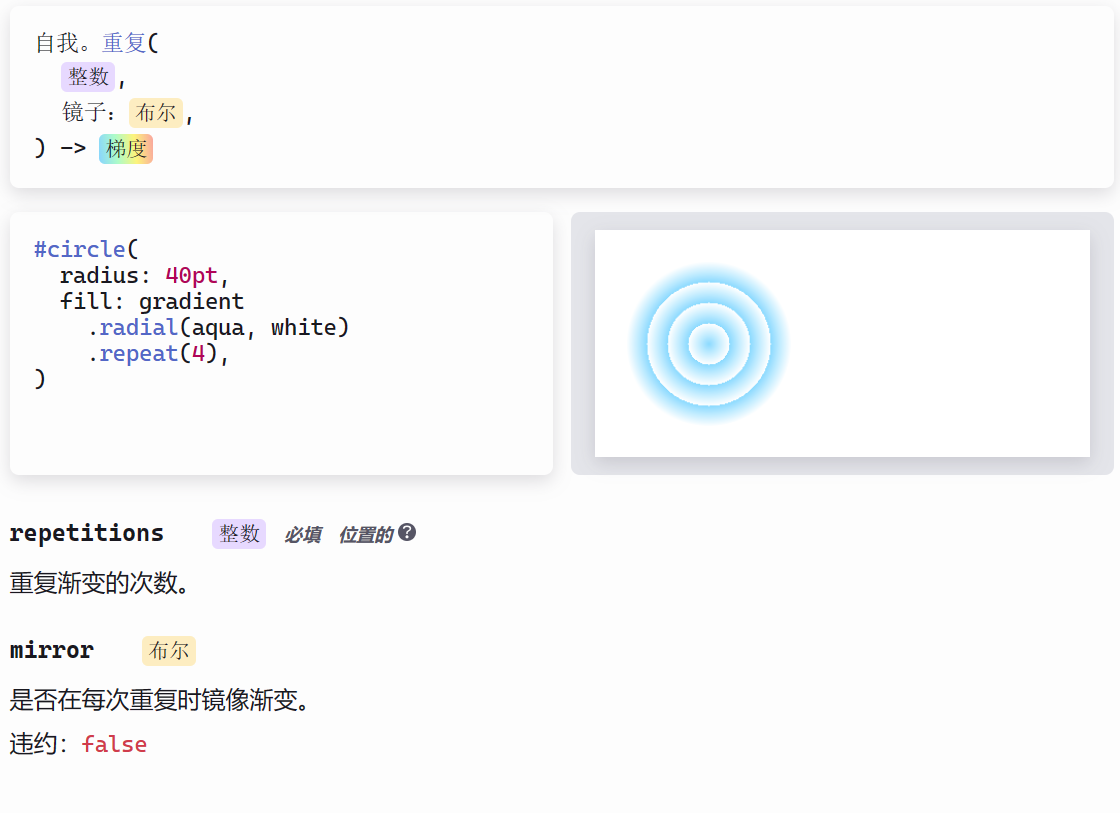 自我。重复(
整数,
镜子：布尔,
) -> 梯度
#circle(
radius: 40pt,
fill: gradient
.radial(aqua, white)
.repeat(4),
)
repetitions 整数 必填 位置的 ?
重复渐变的次数。
mirror 布尔
是否在每次重复时镜像渐变。
违约：false